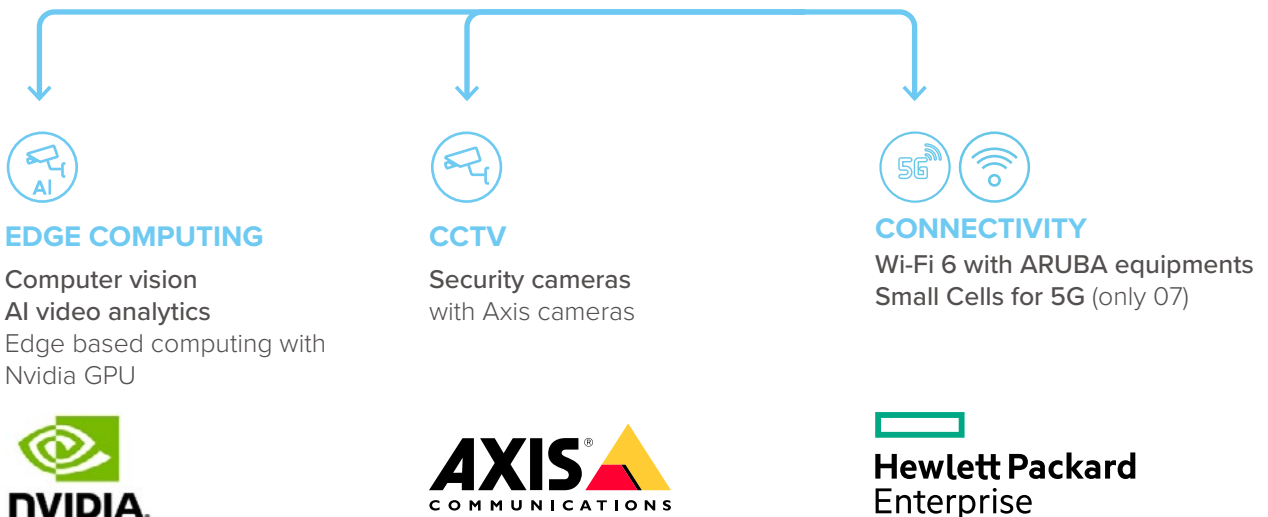 AI
5G
EDGE COMPUTING
Computer vision
AI video analytics
Edge based computing with
Nvidia GPU
NVIDIA.
CCTV
Security cameras
with Axis cameras
AXIS®
COMMUNICATIONS
CONNECTIVITY
Wi-Fi 6 with ARUBA equipments
Small Cells for 5G (only 07)
Hewlett Packard
Enterprise